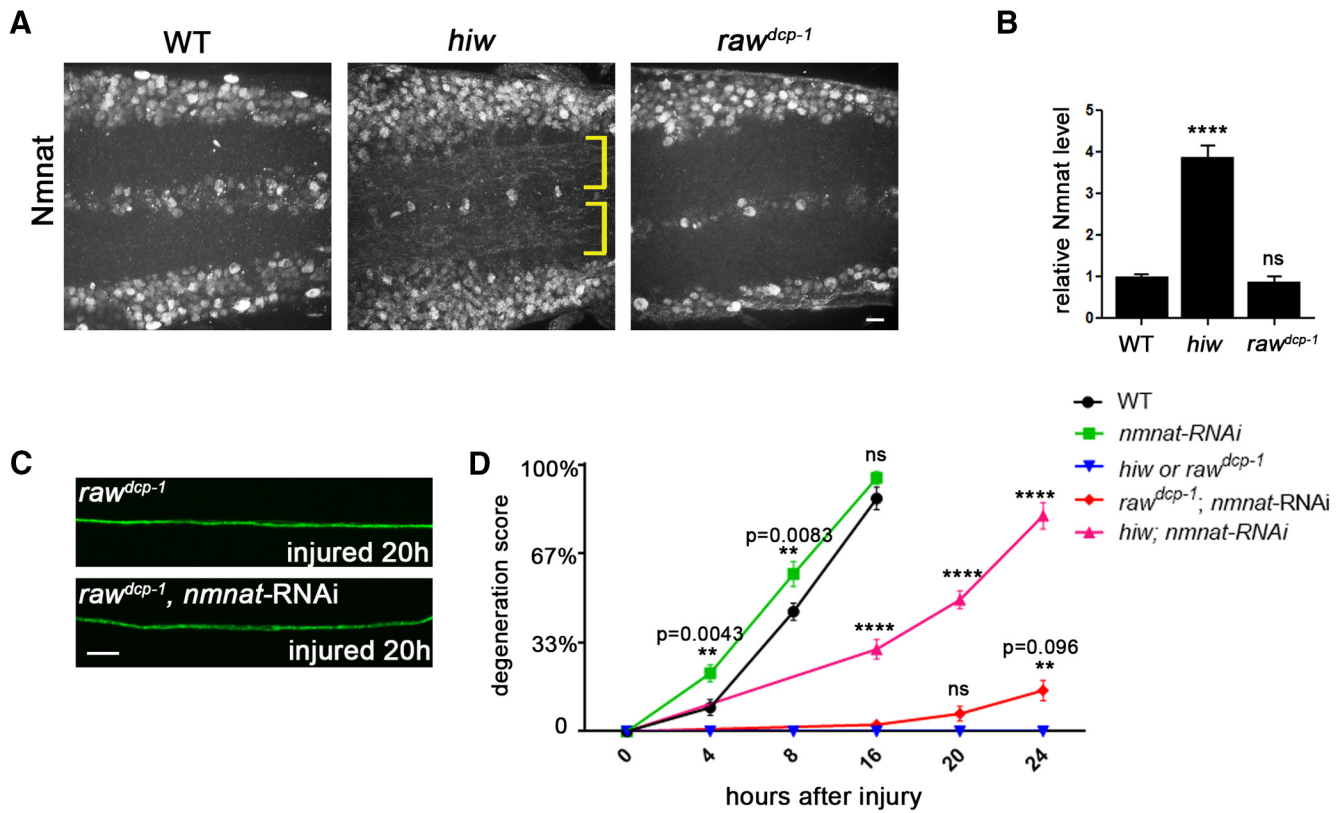 A
WT
hiw
raw^dcp-1
Nmnat
B
relative Nmnat level
5
4
3
2
1
0
****
ns
WT
hiw
raw^dcp-1
C
raw^dcp-1
injured 20h
raw^dcp-1, nmnat-RNAi
injured 20h
D
degeneration score
100%
67%
33%
0
p=0.0043
**
p=0.0083
**
ns
****
****
****
ns
p=0.096
**
0
4
8
16
20
24
hours after injury
WT
nmnat-RNAi
hiw or raw^dcp-1
raw^dcp-1; nmnat-RNAi
hiw; nmnat-RNAi